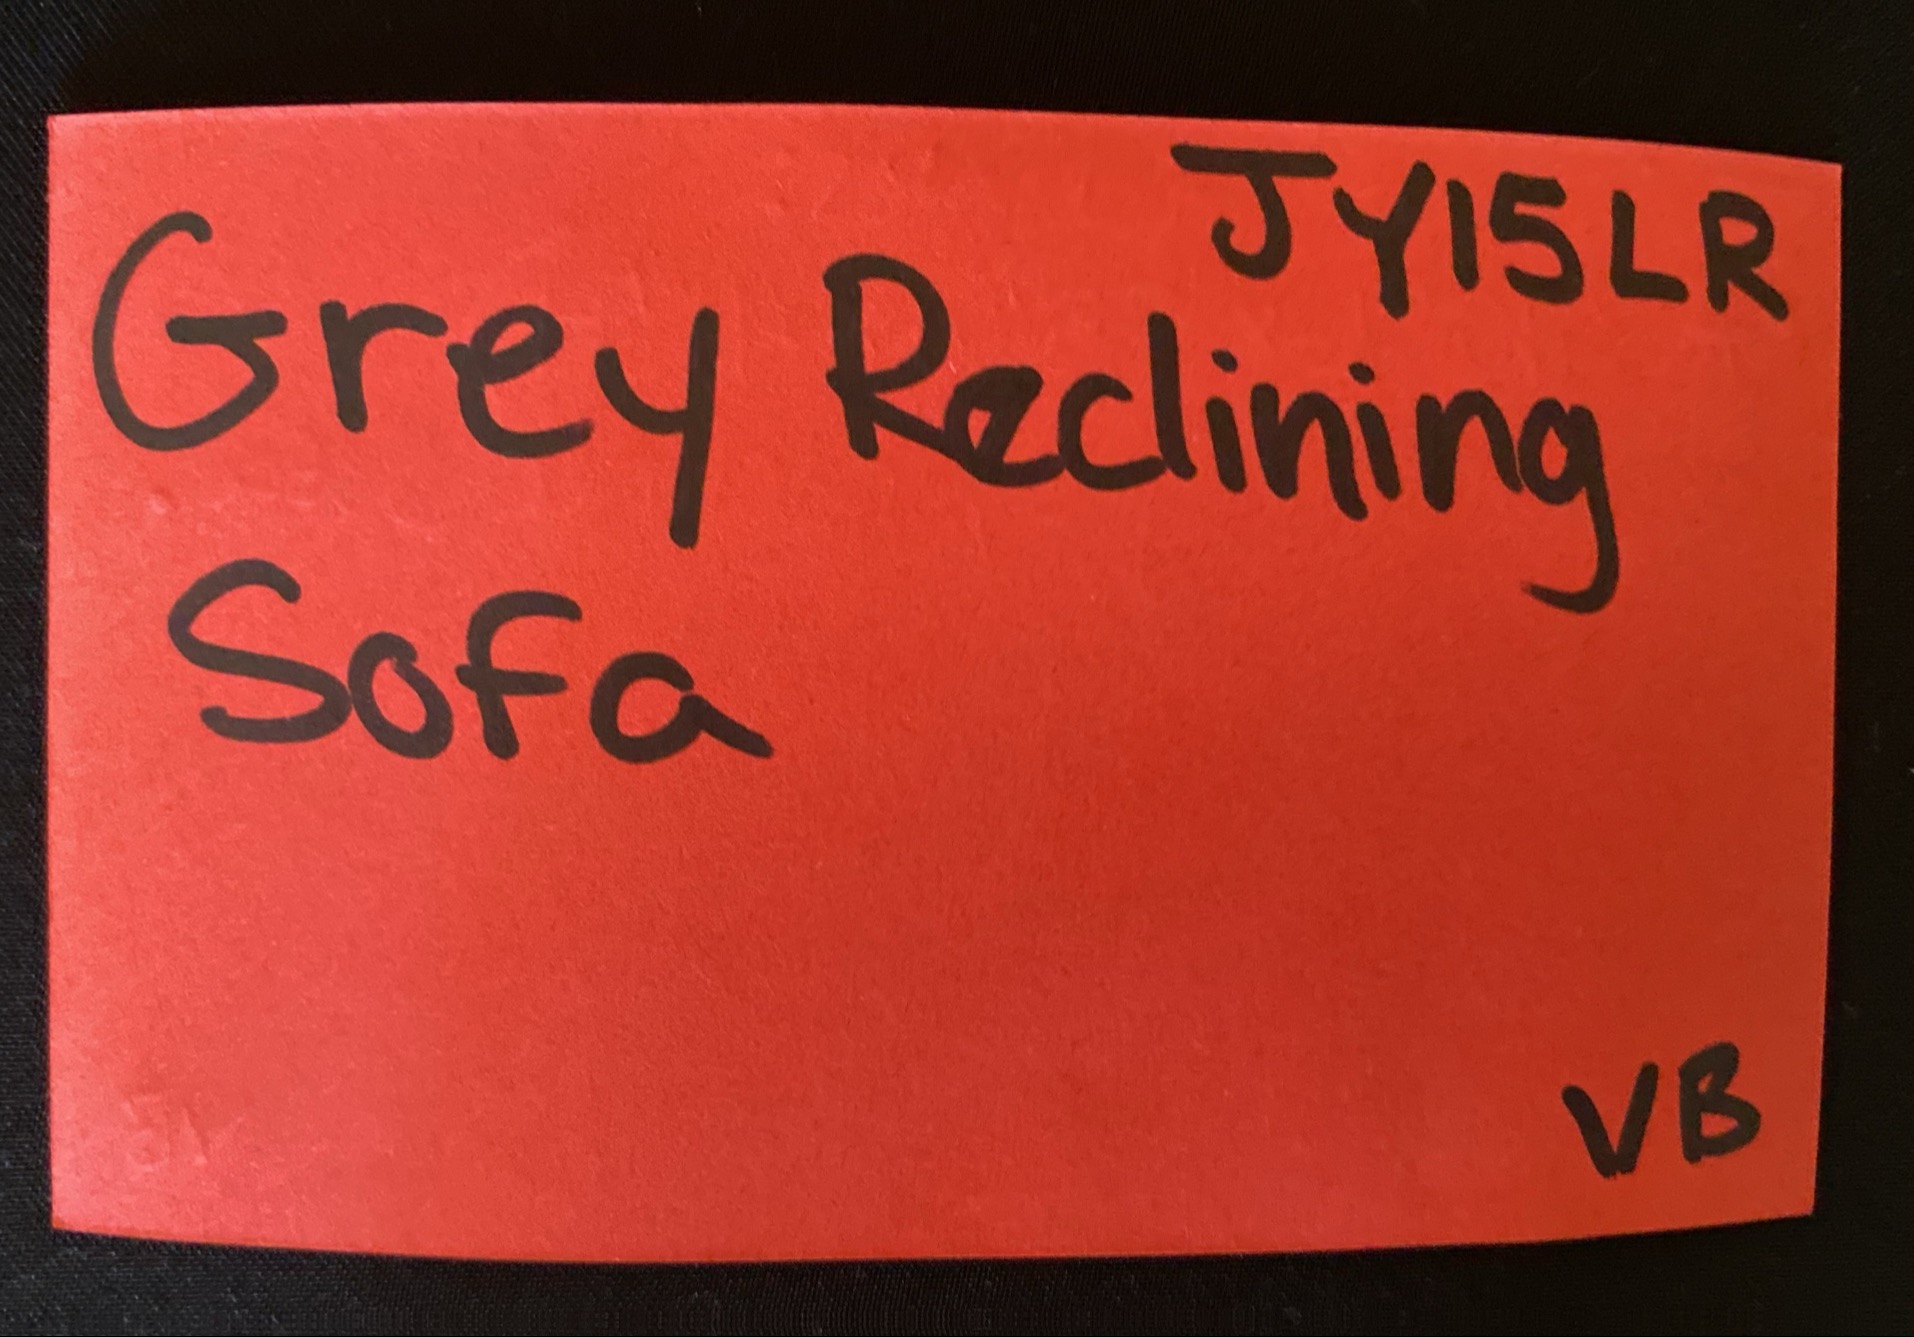 JY15LR
Grey Reclining
Sofa
VB